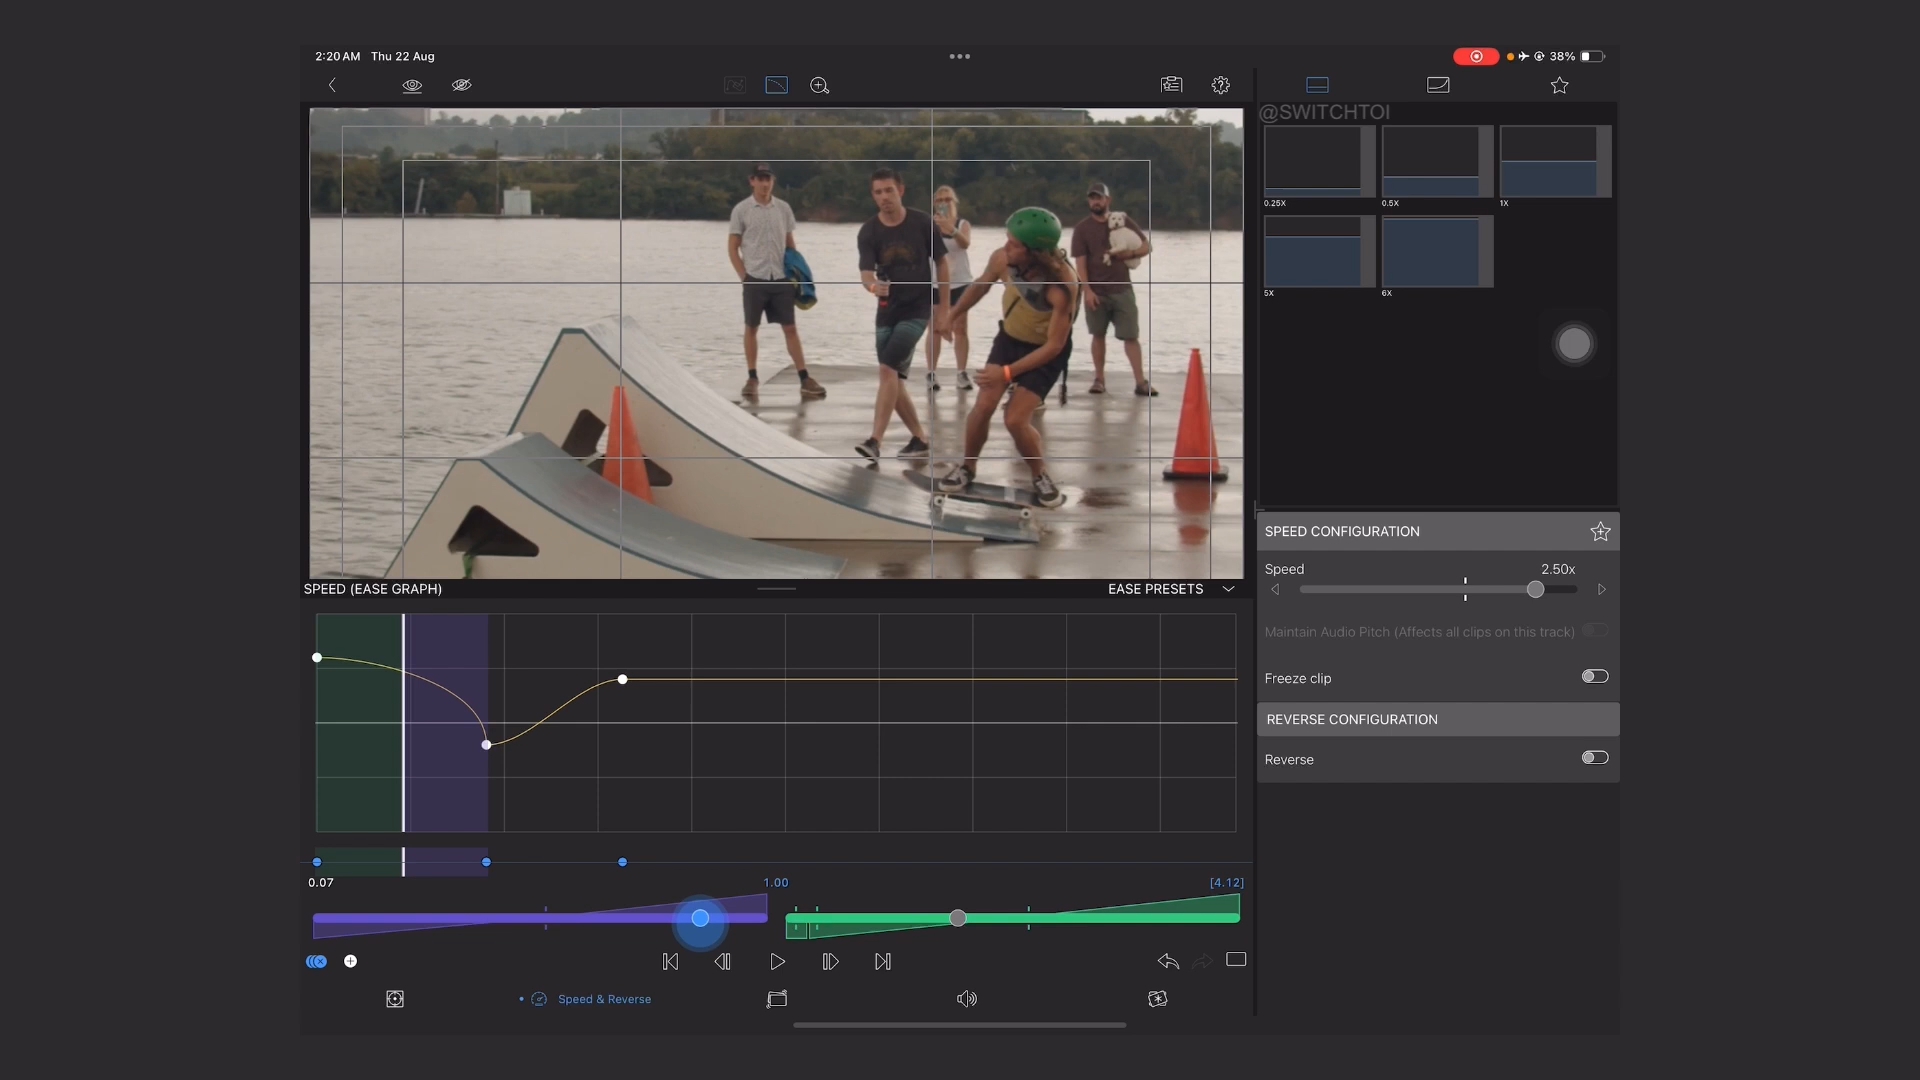 2:20 AM Thu 22 Aug
38%
@SWITCHTOI
0.25X
0.5X
1X
5X
6X
SPEED (EASE GRAPH)
EASE PRESETS
SPEED CONFIGURATION
Speed
2.50x
Maintain Audio Pitch (Affects all clips on this track)
Freeze clip
REVERSE CONFIGURATION
Reverse
0.07
1.00
[4.12]
Speed & Reverse